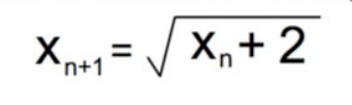 Xₙ₊₁ = √(Xₙ + 2)